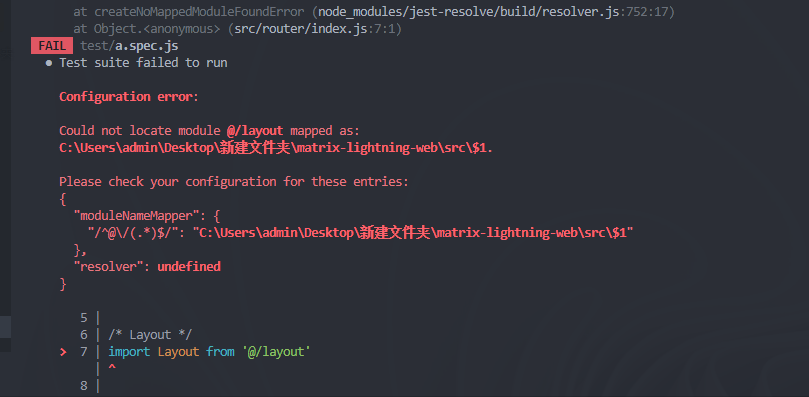 at createNoMappedModuleFoundError (node_modules/jest-resolve/build/resolver.js:752:17)
at Object.<anonymous> (src/router/index.js:7:1)
FAIL test/a.spec.js
● Test suite failed to run
Configuration error:
Could not locate module @/layout mapped as:
C:\Users\admin\Desktop\新建文件夹\matrix-lightning-web\src\$1.
Please check your configuration for these entries:
{
"moduleNameMapper": {
"/^@\/(.*)$/": "C:\Users\admin\Desktop\新建文件夹\matrix-lightning-web\src\$1"
},
"resolver": undefined
}
5 |
6 | /* Layout */
> 7 | import Layout from '@/layout'
| ^
8 |